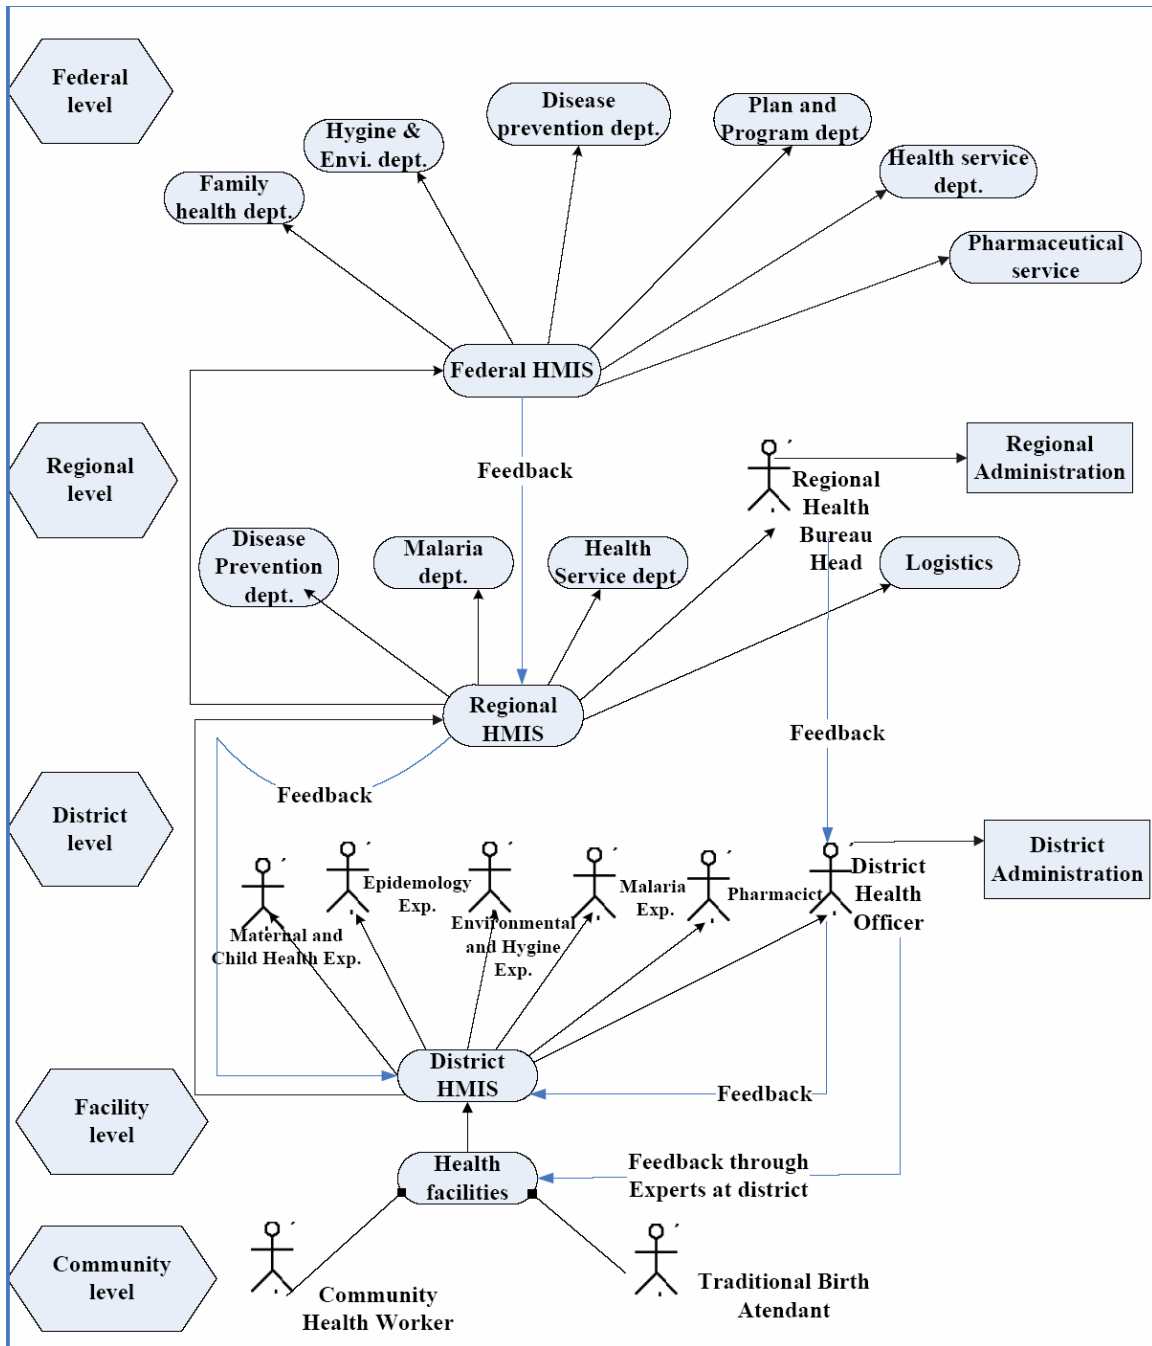 Federal
level
Disease
prevention dept.
Plan and
Program dept.
Hygine &
Envi. dept.
Health service
dept.
Family
health dept.
Pharmaceutical
service
Federal HMIS
Regional
level
Feedback
Regional
Health
Bureau
Head
Regional
Administration
Disease
Prevention
dept.
Malaria
dept.
Health
Service dept.
Logistics
Regional
HMIS
Feedback
Feedback
District
level
Maternal and
Child Health Exp.
Epidemology
Exp.
Environmental
and Hygine
Exp.
Malaria
Exp.
Pharmacict
District
Health
Officer
District
Administration
District
HMIS
Feedback
Facility
level
Health
facilities
Feedback through
Experts at district
Community
level
Community
Health Worker
Traditional Birth
Atendant